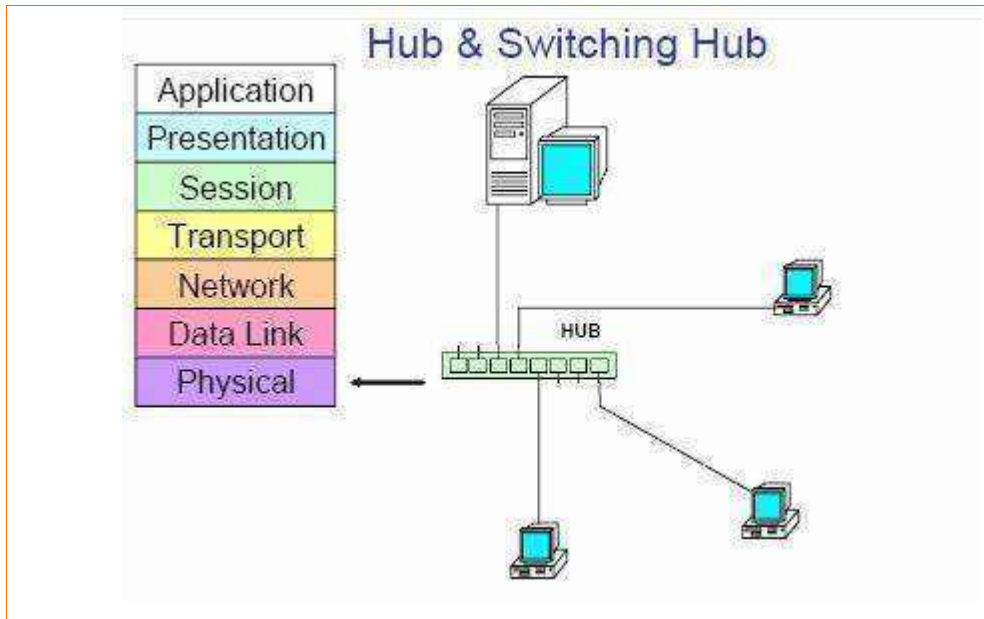 Hub & Switching Hub
Application
Presentation
Session
Transport
Network
Data Link
Physical
HUB